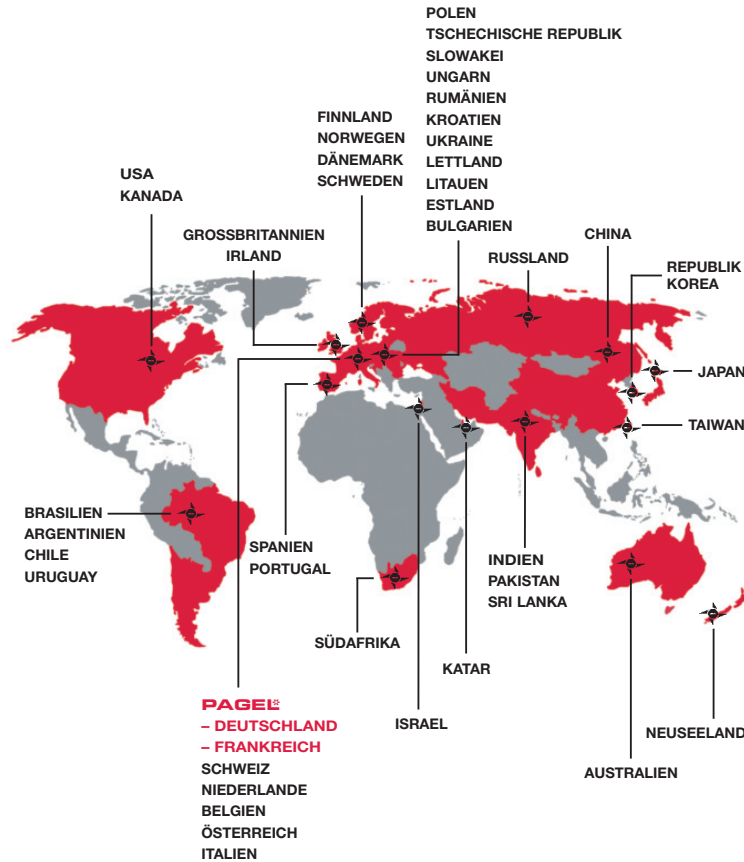 POLEN
TSCHECHISCHE REPUBLIK
SLOWAKEI
UNGARN
RUMÄNIEN
KROATIEN
UKRAINE
LETTLAND
LITAUEN
ESTLAND
BULGARIEN
FINNLAND
NORWEGEN
DÄNEMARK
SCHWEDEN
USA
KANADA
GROSSBRITANNIEN
IRLAND
RUSSLAND
CHINA
REPUBLIK
KOREA
JAPAN
TAIWAN
BRASILIEN
ARGENTINIEN
CHILE
URUGUAY
SPANIEN
PORTUGAL
SÜDAFRIKA
INDIEN
PAKISTAN
SRI LANKA
KATAR
ISRAEL
NEUSEELAND
AUSTRALIEN
PAGEL
– DEUTSCHLAND
– FRANKREICH
SCHWEIZ
NIEDERLANDE
BELGIEN
ÖSTERREICH
ITALIEN